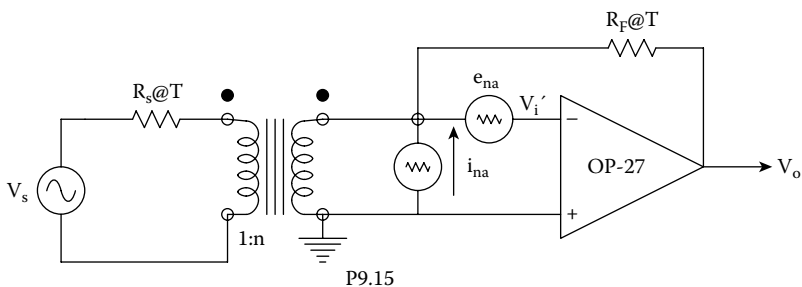 R_F@T
R_s@T
e_na
V_i´
−
OP-27
V_o
i_na
V_s
+
1:n
P9.15